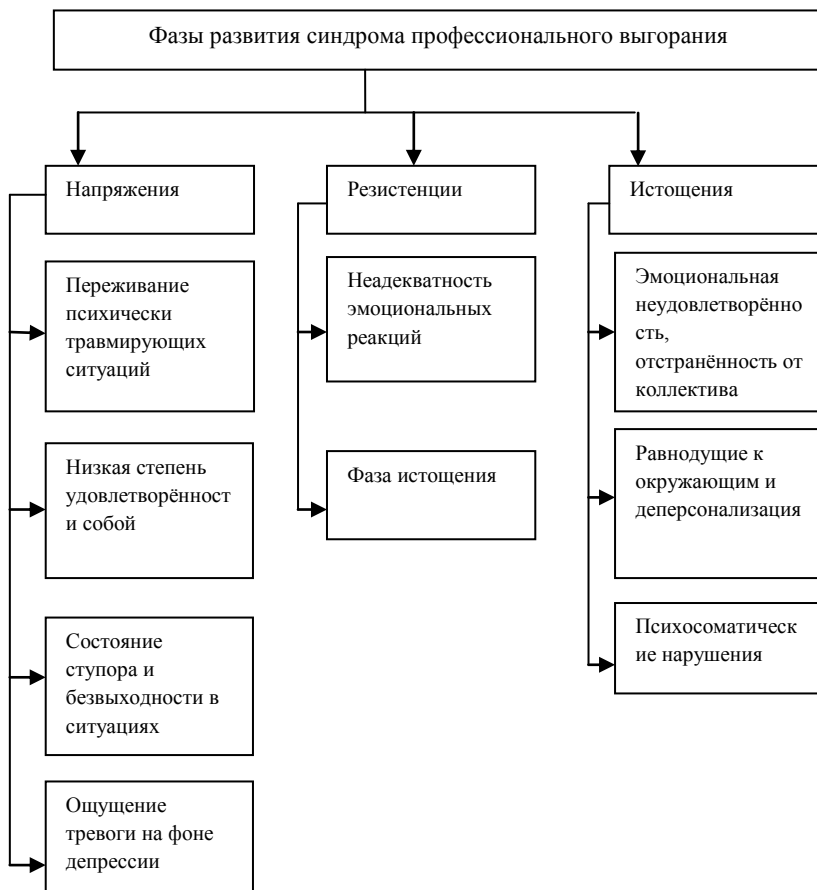 Фазы развития синдрома профессионального выгорания
Напряжения
Переживание
психически
травмирующих
ситуаций
Низкая степень
удовлетворённост
и собой
Состояние
ступора и
безвыходности в
ситуациях
Ощущение
тревоги на фоне
депрессии
Резистенции
Неадекватность
эмоциональных
реакций
Фаза истощения
Истощения
Эмоциональная
неудовлетворённо
сть,
отстранённость от
коллектива
Равнодущие к
окружающим и
деперсонализация
Психосоматическ
ие нарушения